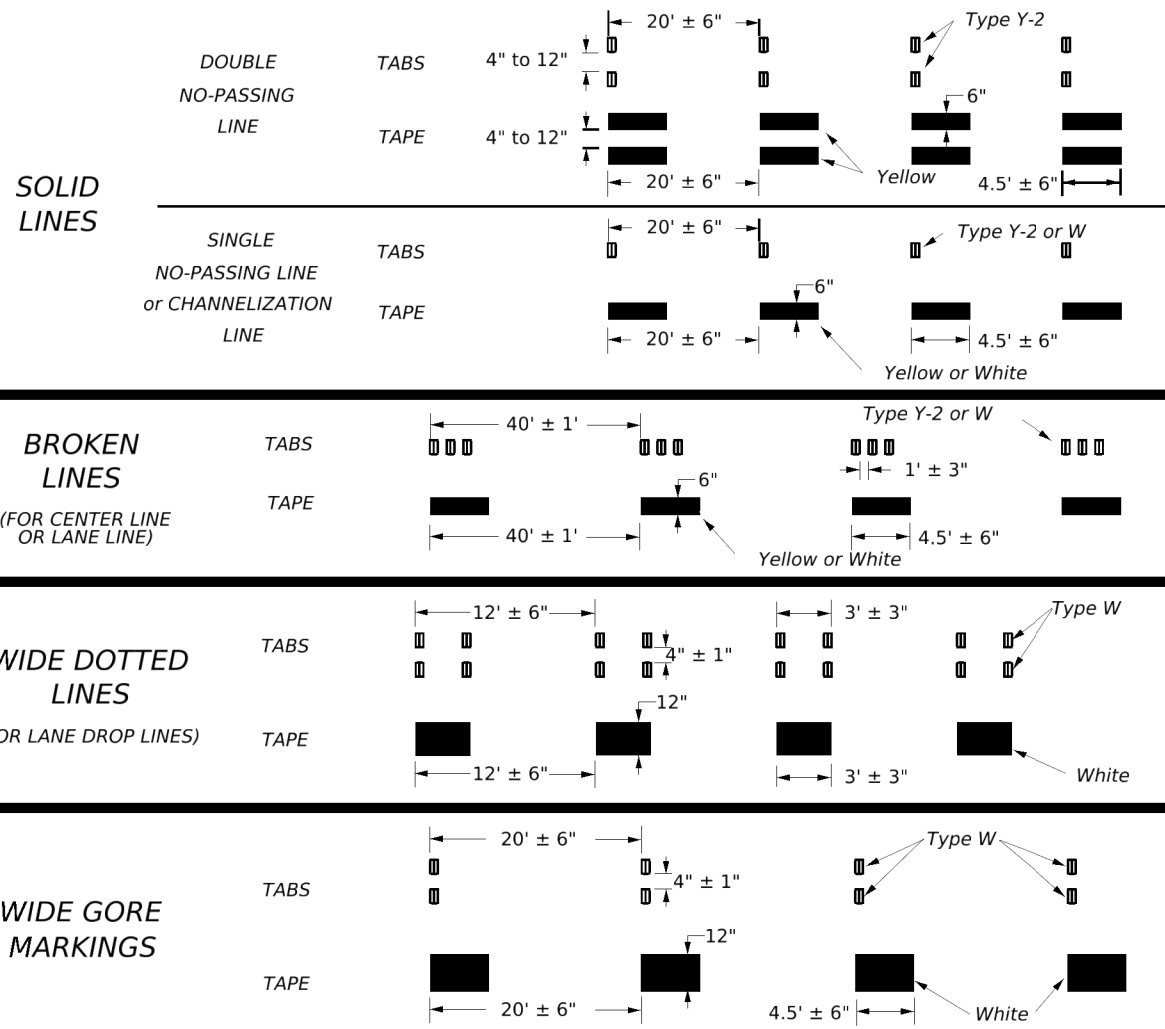 20' ± 6"
Type Y-2
DOUBLE
NO-PASSING
LINE
TABS
4" to 12"
6"
TAPE
4" to 12"
Yellow
20' ± 6"
4.5' ± 6"
SOLID
LINES
20' ± 6"
Type Y-2 or W
SINGLE
NO-PASSING LINE
or CHANNELIZATION
LINE
TABS
6"
TAPE
20' ± 6"
4.5' ± 6"
Yellow or White
BROKEN
LINES
(FOR CENTER LINE
OR LANE LINE)
40' ± 1'
Type Y-2 or W
TABS
1' ± 3"
6"
TAPE
40' ± 1'
4.5' ± 6"
Yellow or White
WIDE DOTTED
LINES
OR LANE DROP LINES)
12' ± 6"
3' ± 3"
Type W
TABS
4" ± 1"
12"
TAPE
12' ± 6"
3' ± 3"
White
WIDE GORE
MARKINGS
20' ± 6"
Type W
TABS
4" ± 1"
12"
TAPE
20' ± 6"
4.5' ± 6"
White